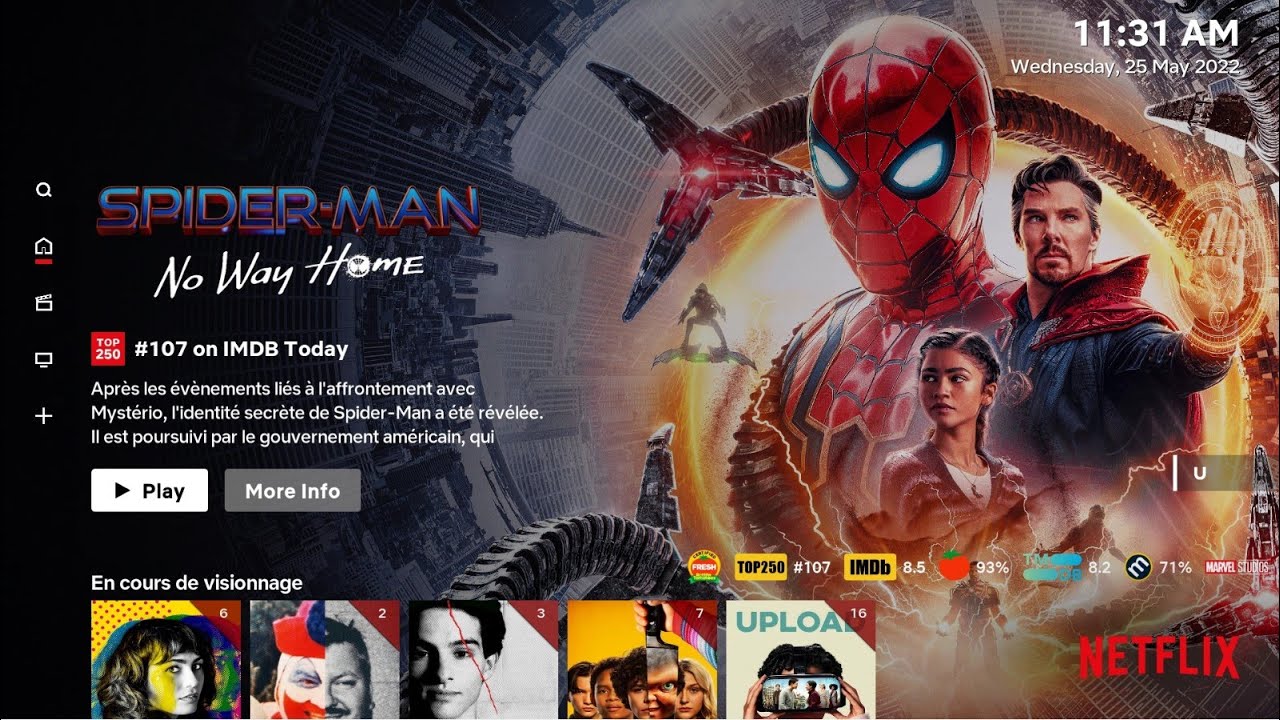 11:31 AM
Wednesday, 25 May 2022
SPIDER-MAN
No Way Home
TOP
250
#107 on IMDB Today
Après les évènements liés à l'affrontement avec
Mystério, l'identité secrète de Spider-Man a été révélée.
Il est poursuivi par le gouvernement américain, qui
Play
More Info
U
FRESH
TOP250 #107 IMDb 8.5 93% 8.2 71% MARVEL STUDIOS
En cours de visionnage
6
2
3
7
16
UPLOAD
NETFLIX